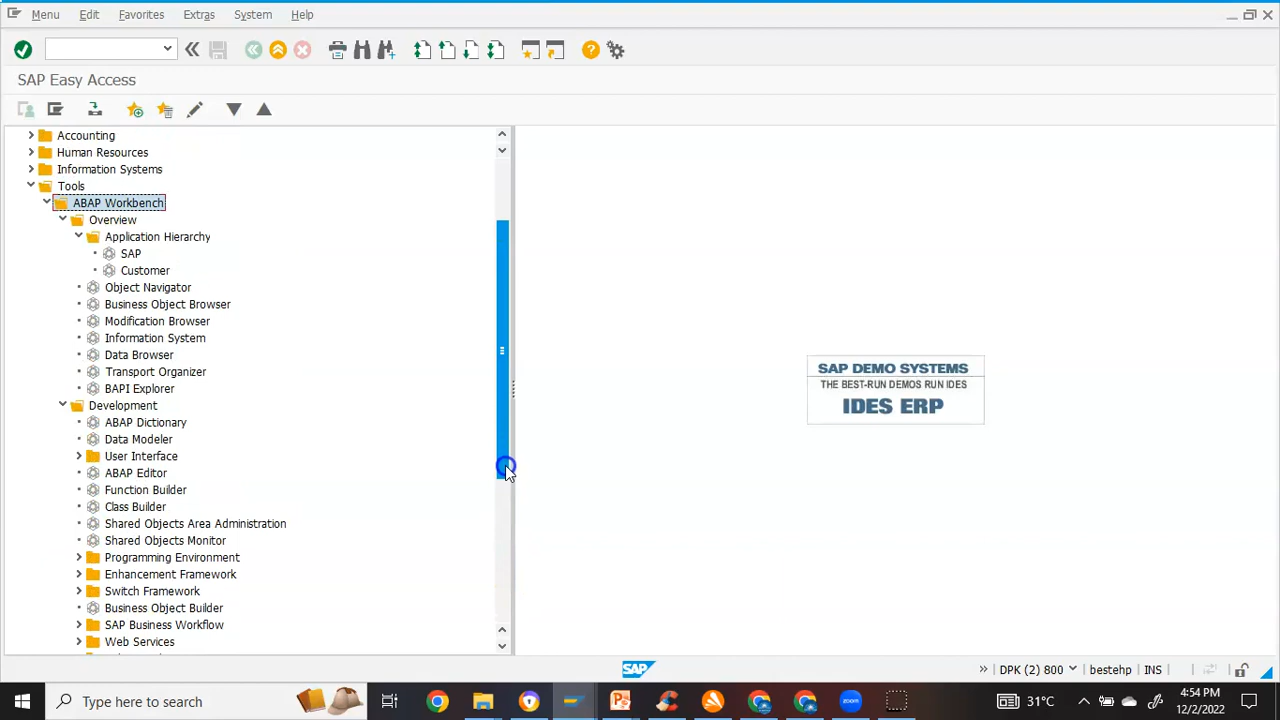 Menu Edit Favorites Extras System Help
SAP Easy Access
Accounting
Human Resources
Information Systems
Tools
ABAP Workbench
Overview
Application Hierarchy
SAP
Customer
Object Navigator
Business Object Browser
Modification Browser
Information System
Data Browser
Transport Organizer
BAPI Explorer
Development
ABAP Dictionary
Data Modeler
User Interface
ABAP Editor
Function Builder
Class Builder
Shared Objects Area Administration
Shared Objects Monitor
Programming Environment
Enhancement Framework
Switch Framework
Business Object Builder
SAP Business Workflow
Web Services
SAP DEMO SYSTEMS
THE BEST-RUN DEMOS RUN IDES
IDES ERP
SAP
DPK (2) 800 bestehp INS
Type here to search
zoom
31°C
4:54 PM
12/2/2022